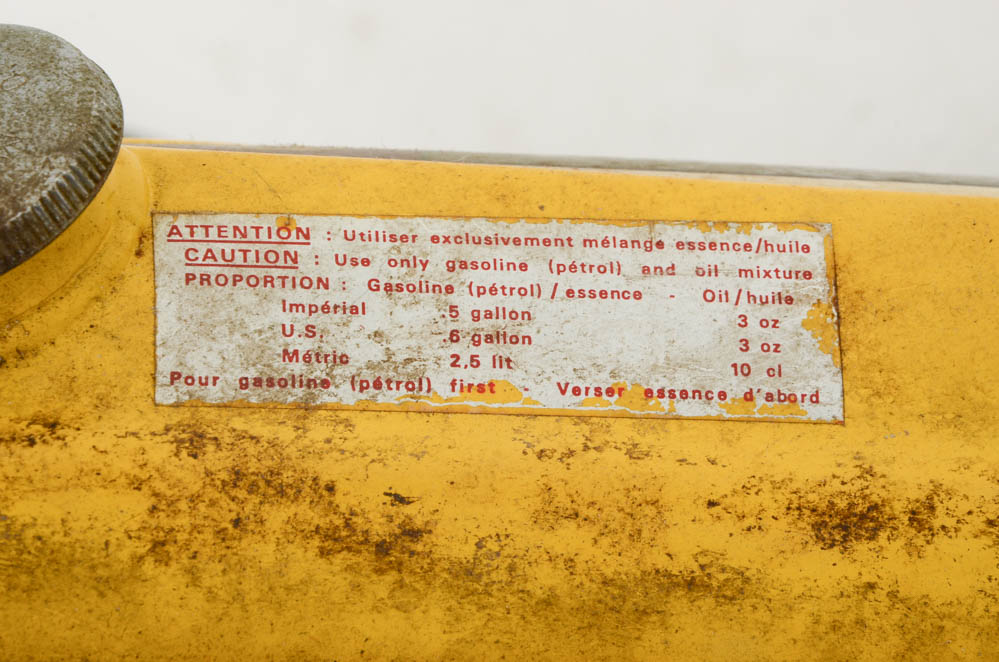 ATTENTION : Utiliser exclusivement mélange essence/huile
CAUTION : Use only gasoline (pétrol) and oil mixture
PROPORTION : Gasoline (pétrol) / essence - Oil / huile
Impérial .5 gallon 3 oz
U.S. .6 gallon 3 oz
Métric 2,5 lit 10 cl
Pour gasoline (pétrol) first - Verser essence d'abord